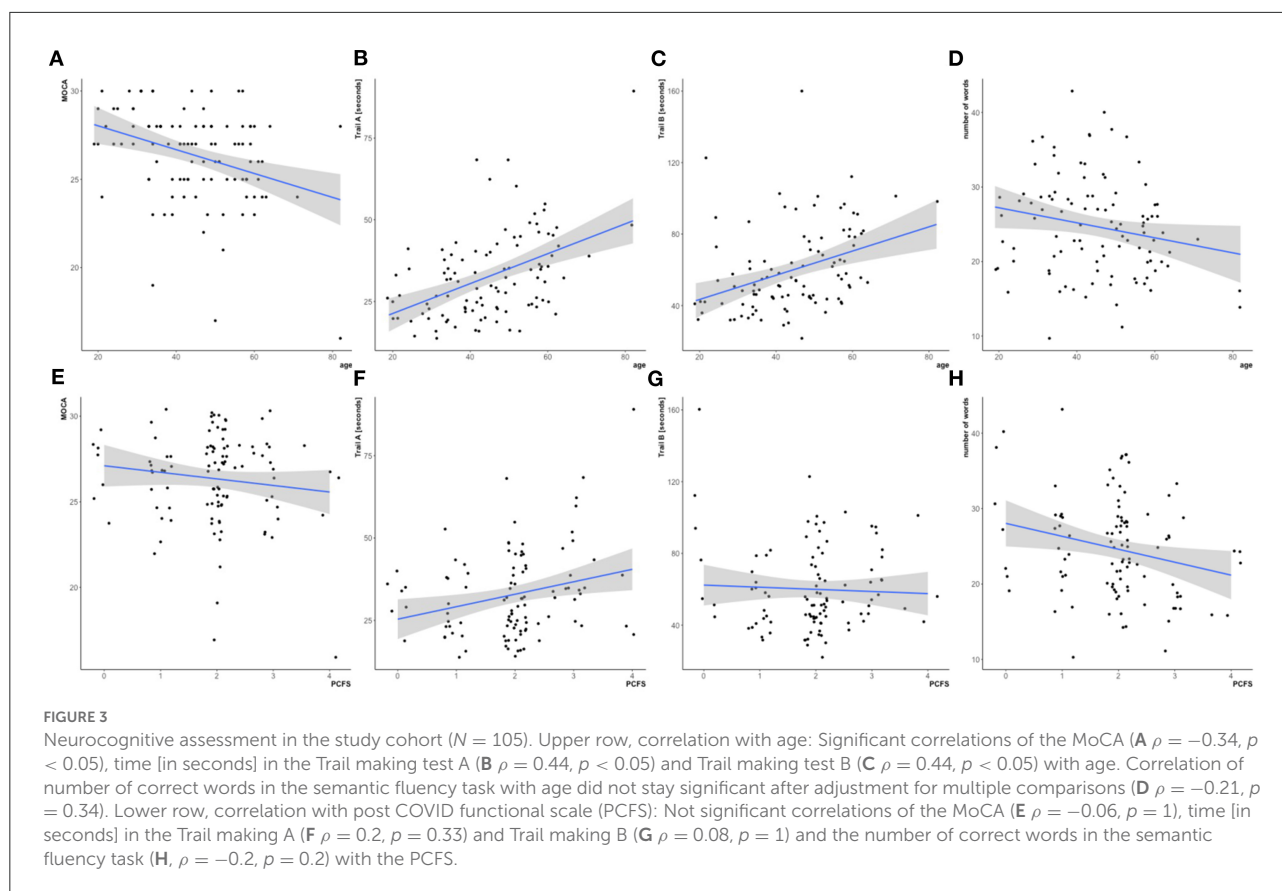 A
B
C
D
MOCA
30
25
20
20
40
60
80
age
Trail A [seconds]
75
50
25
20
40
60
80
age
Trail B [seconds]
160
120
80
40
20
40
60
80
age
number of words
40
30
20
10
20
40
60
80
age
E
F
G
H
MOCA
30
25
20
0
1
2
3
4
PCFS
Trail A [seconds]
75
50
25
0
1
2
3
4
PCFS
Trail B [seconds]
160
120
80
40
0
1
2
3
4
PCFS
number of words
40
30
20
10
0
1
2
3
4
PCFS
FIGURE 3
Neurocognitive assessment in the study cohort (N = 105). Upper row, correlation with age: Significant correlations of the MoCA (A ρ = −0.34, p
< 0.05), time [in seconds] in the Trail making test A (B ρ = 0.44, p < 0.05) and Trail making test B (C ρ = 0.44, p < 0.05) with age. Correlation of
number of correct words in the semantic fluency task with age did not stay significant after adjustment for multiple comparisons (D ρ = −0.21, p
= 0.34). Lower row, correlation with post COVID functional scale (PCFS): Not significant correlations of the MoCA (E ρ = −0.06, p = 1), time [in
seconds] in the Trail making A (F ρ = 0.2, p = 0.33) and Trail making B (G ρ = 0.08, p = 1) and the number of correct words in the semantic
fluency task (H, ρ = −0.2, p = 0.2) with the PCFS.